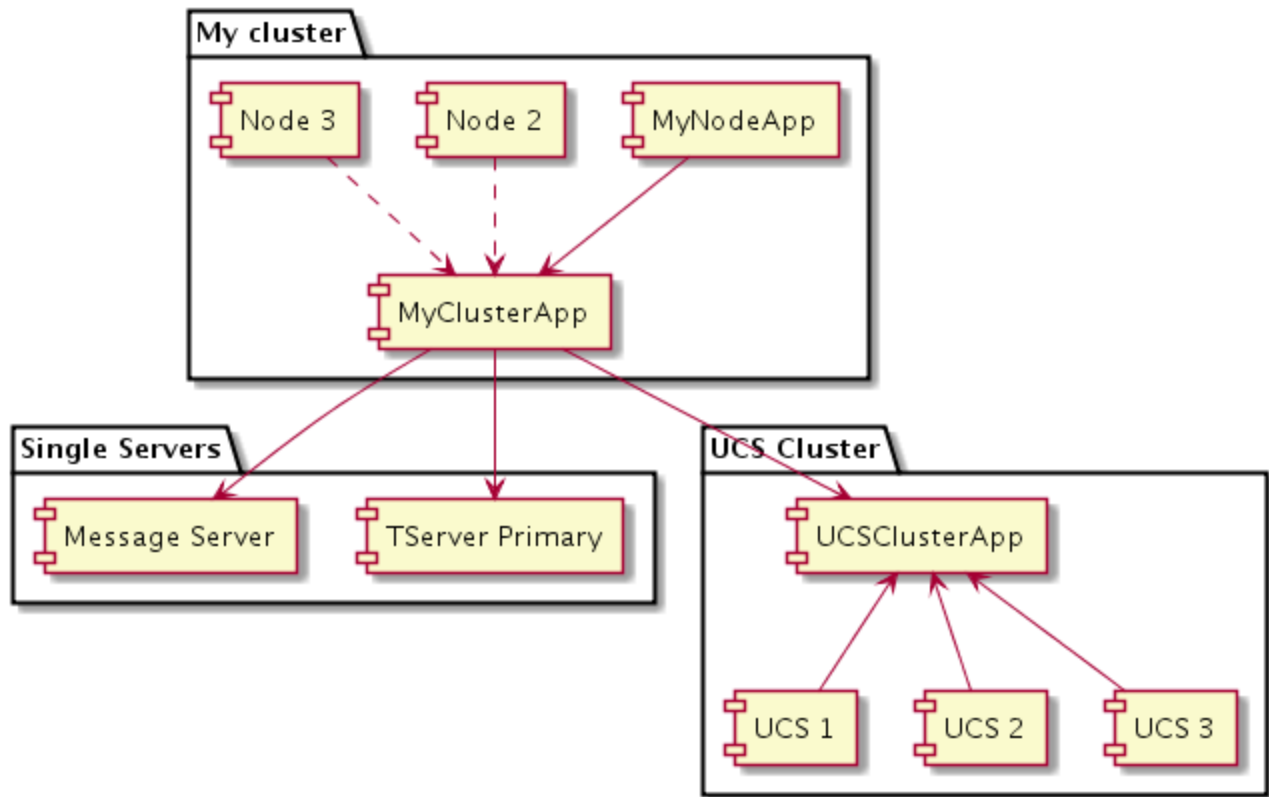 My cluster
Node 3
Node 2
MyNodeApp
MyClusterApp
Single Servers
UCS Cluster
Message Server
TServer Primary
UCSClusterApp
UCS 1
UCS 2
UCS 3